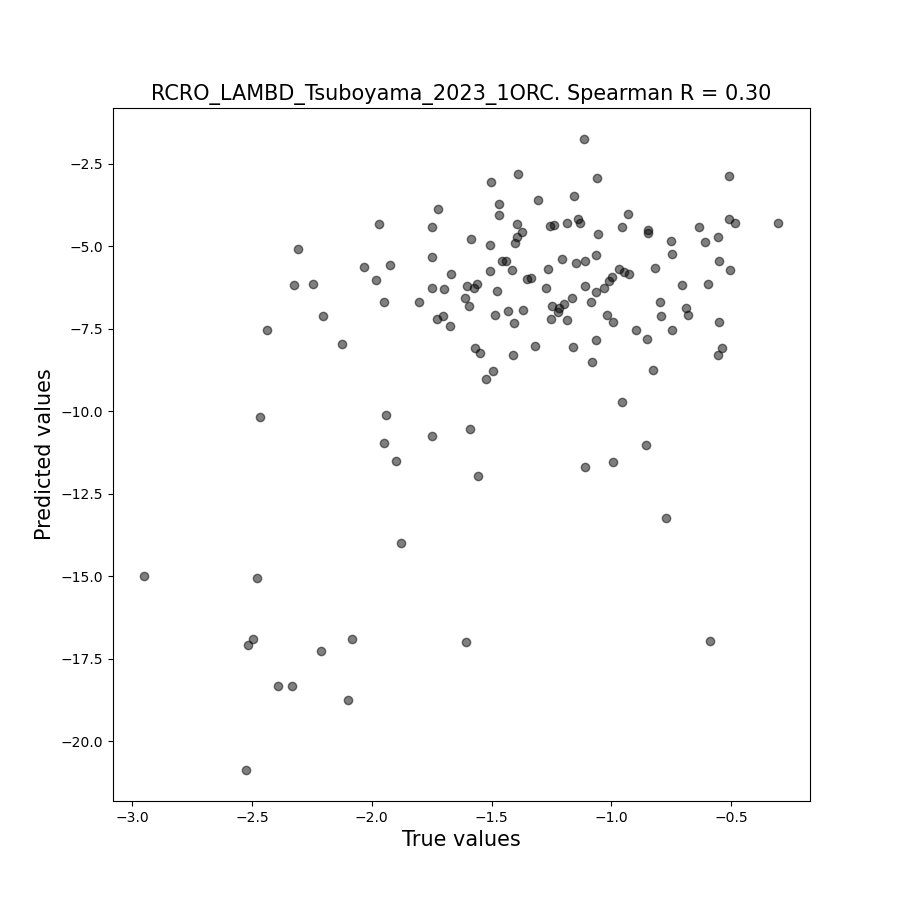 RCRO_LAMBD_Tsuboyama_2023_1ORC. Spearman R = 0.30
−2.5
−5.0
−7.5
−10.0
−12.5
−15.0
−17.5
−20.0
Predicted values
−3.0 −2.5 −2.0 −1.5 −1.0 −0.5
True values